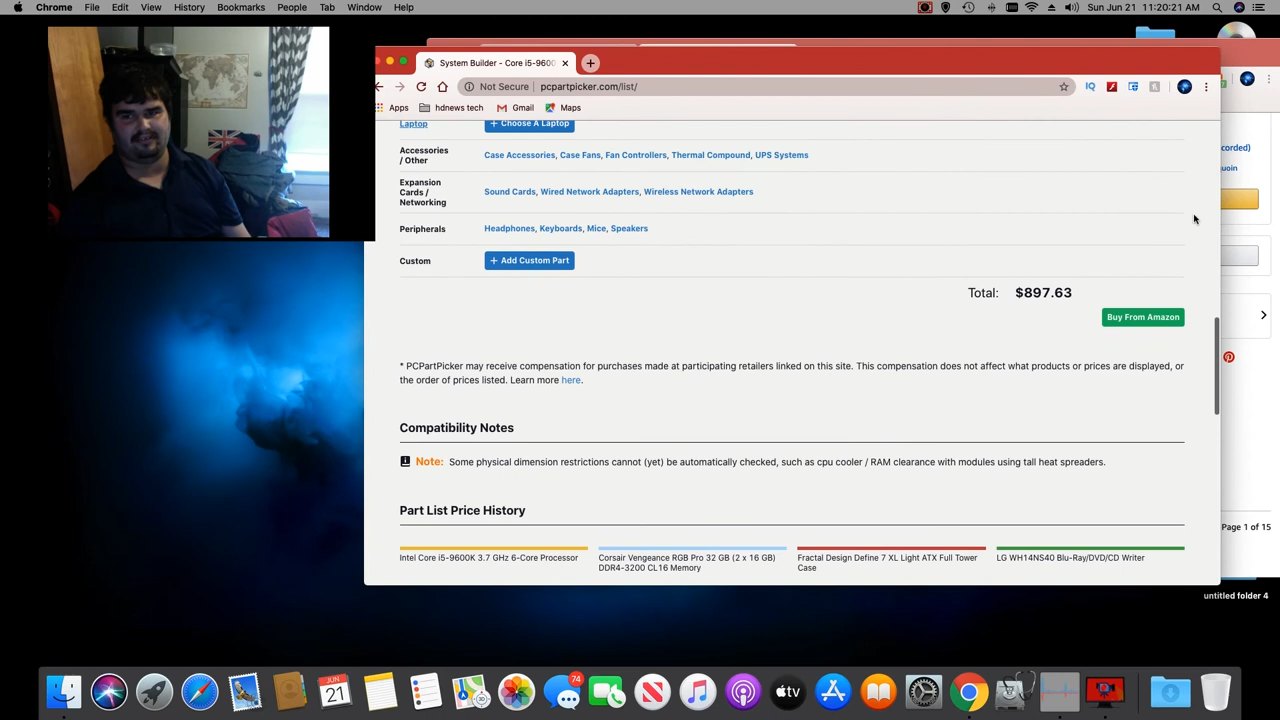 Chrome File Edit View History Bookmarks People Tab Window Help
Sun Jun 21 11:20:21 AM
System Builder - Core i5-9600
Not Secure pcpartpicker.com/list/
Apps hdnews tech Gmail Maps
Laptop + Choose A Laptop
Accessories / Other
Case Accessories, Case Fans, Fan Controllers, Thermal Compound, UPS Systems
Expansion Cards / Networking
Sound Cards, Wired Network Adapters, Wireless Network Adapters
Peripherals Headphones, Keyboards, Mice, Speakers
Custom + Add Custom Part
Total: $897.63
Buy From Amazon
* PCPartPicker may receive compensation for purchases made at participating retailers linked on this site. This compensation does not affect what products or prices are displayed, or
the order of prices listed. Learn more here.
Compatibility Notes
Note: Some physical dimension restrictions cannot (yet) be automatically checked, such as cpu cooler / RAM clearance with modules using tall heat spreaders.
Part List Price History
Intel Core i5-9600K 3.7 GHz 6-Core Processor
Corsair Vengeance RGB Pro 32 GB (2 x 16 GB)
DDR4-3200 CL16 Memory
Fractal Design Define 7 XL Light ATX Full Tower
Case
LG WH14NS40 Blu-Ray/DVD/CD Writer
corded)
quoin
Page 1 of 15
untitled folder 4
JUN
21
74
tv